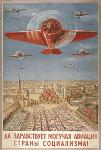 ДА ЗДРАВСТВУЕТ МОГУЧАЯ АВИАЦИЯ
СТРАНЫ СОЦИАЛИЗМА!